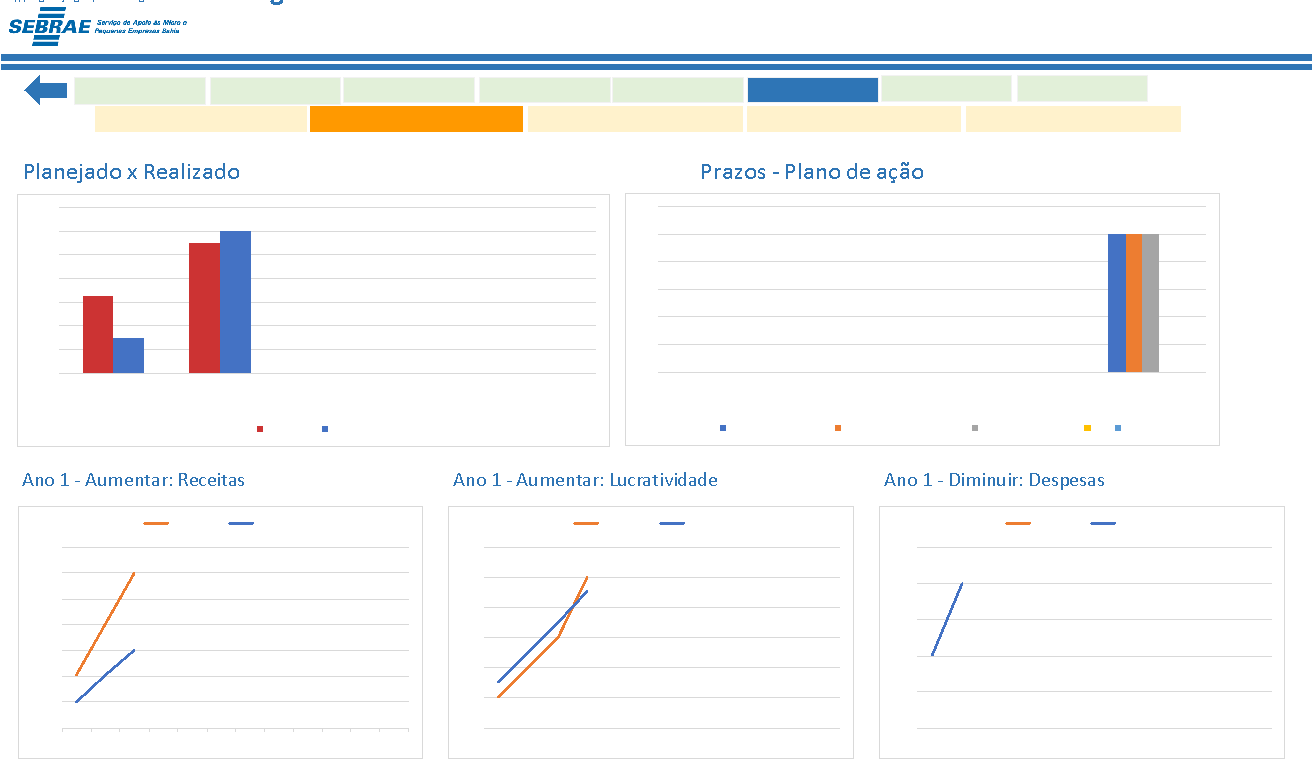 SEBRAE
Serviço de Apoio às Micro e
Pequenas Empresas Bahia
Planejado x Realizado
Prazos - Plano de ação
Ano 1 - Aumentar: Receitas
Ano 1 - Aumentar: Lucratividade
Ano 1 - Diminuir: Despesas